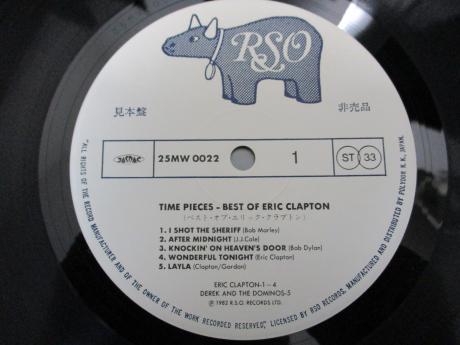 RSO
見本盤
非売品
JASRAC
25MW 0022
1
ST 33
TIME PIECES - BEST OF ERIC CLAPTON
(ベスト・オブ・エリック・クラプトン)
1. I SHOT THE SHERIFF (Bob Marley)
2. AFTER MIDNIGHT (J.J.Cale)
3. KNOCKIN' ON HEAVEN'S DOOR (Bob Dylan)
4. WONDERFUL TONIGHT (Eric Clapton)
5. LAYLA (Clapton/Gordon)
ERIC CLAPTON-1~4
DEREK AND THE DOMINOS-5
Ⓟ 1982 R.S.O. RECORDS LTD.
"ALL RIGHTS OF THE RECORD MANUFACTURER AND OF THE OWNER OF THE WORK RECORDED RESERVED," LICENSED BY RSO RECORDS, MANUFACTURED AND DISTRIBUTED BY POLYDOR K.K., JAPAN.